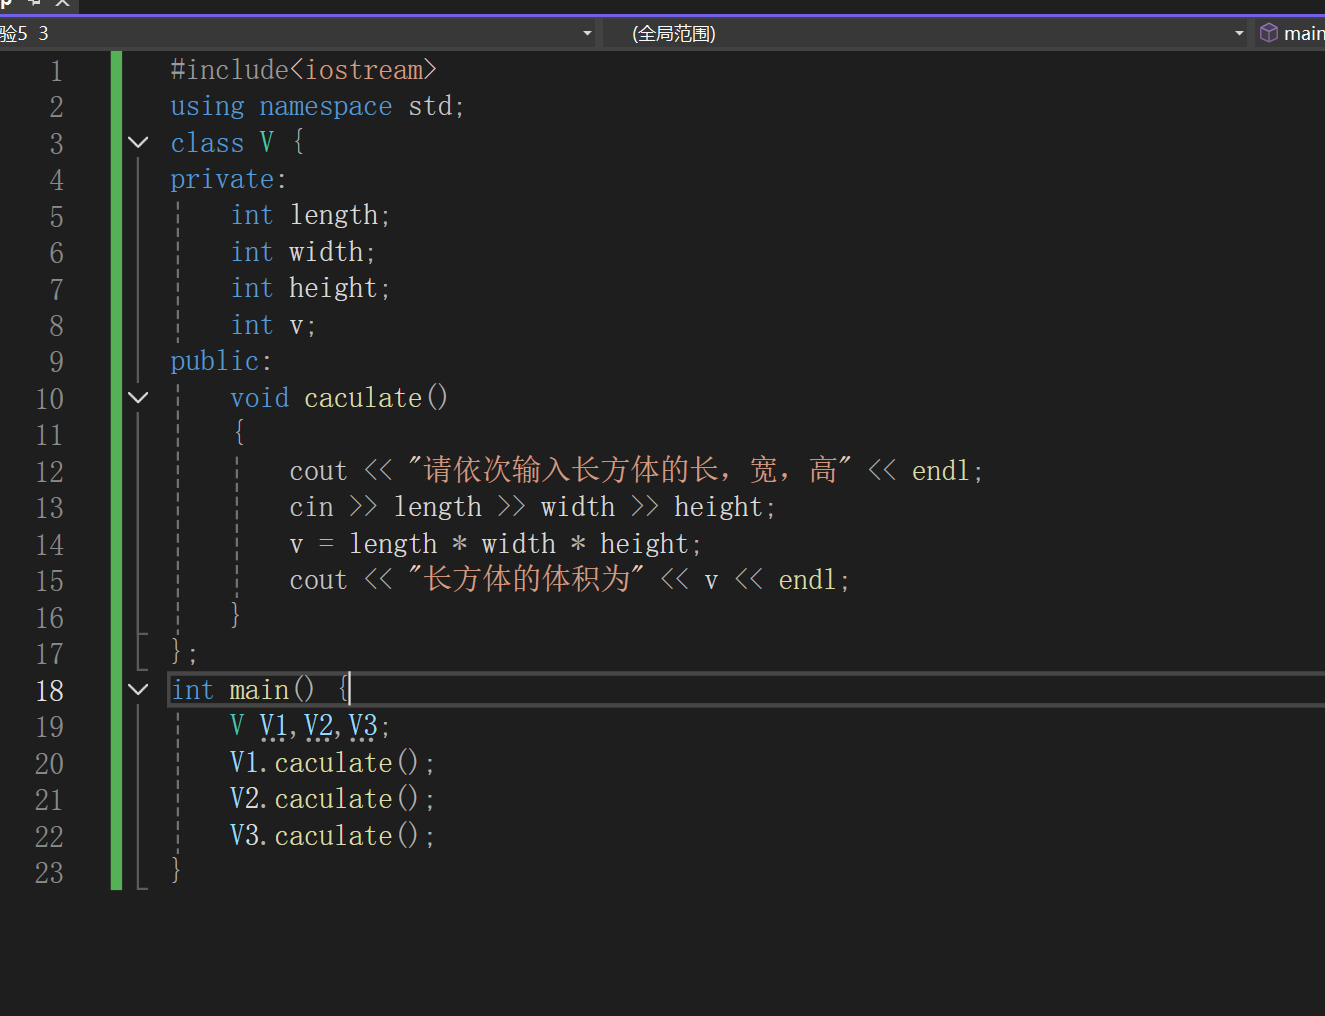 验5 3 (全局范围) main
1 #include<iostream>
2 using namespace std;
3 class V {
4 private:
5 int length;
6 int width;
7 int height;
8 int v;
9 public:
10 void caculate()
11 {
12 cout << "请依次输入长方体的长，宽，高" << endl;
13 cin >> length >> width >> height;
14 v = length * width * height;
15 cout << "长方体的体积为" << v << endl;
16 }
17 };
18 int main() {
19 V V1,V2,V3;
20 V1.caculate();
21 V2.caculate();
22 V3.caculate();
23 }